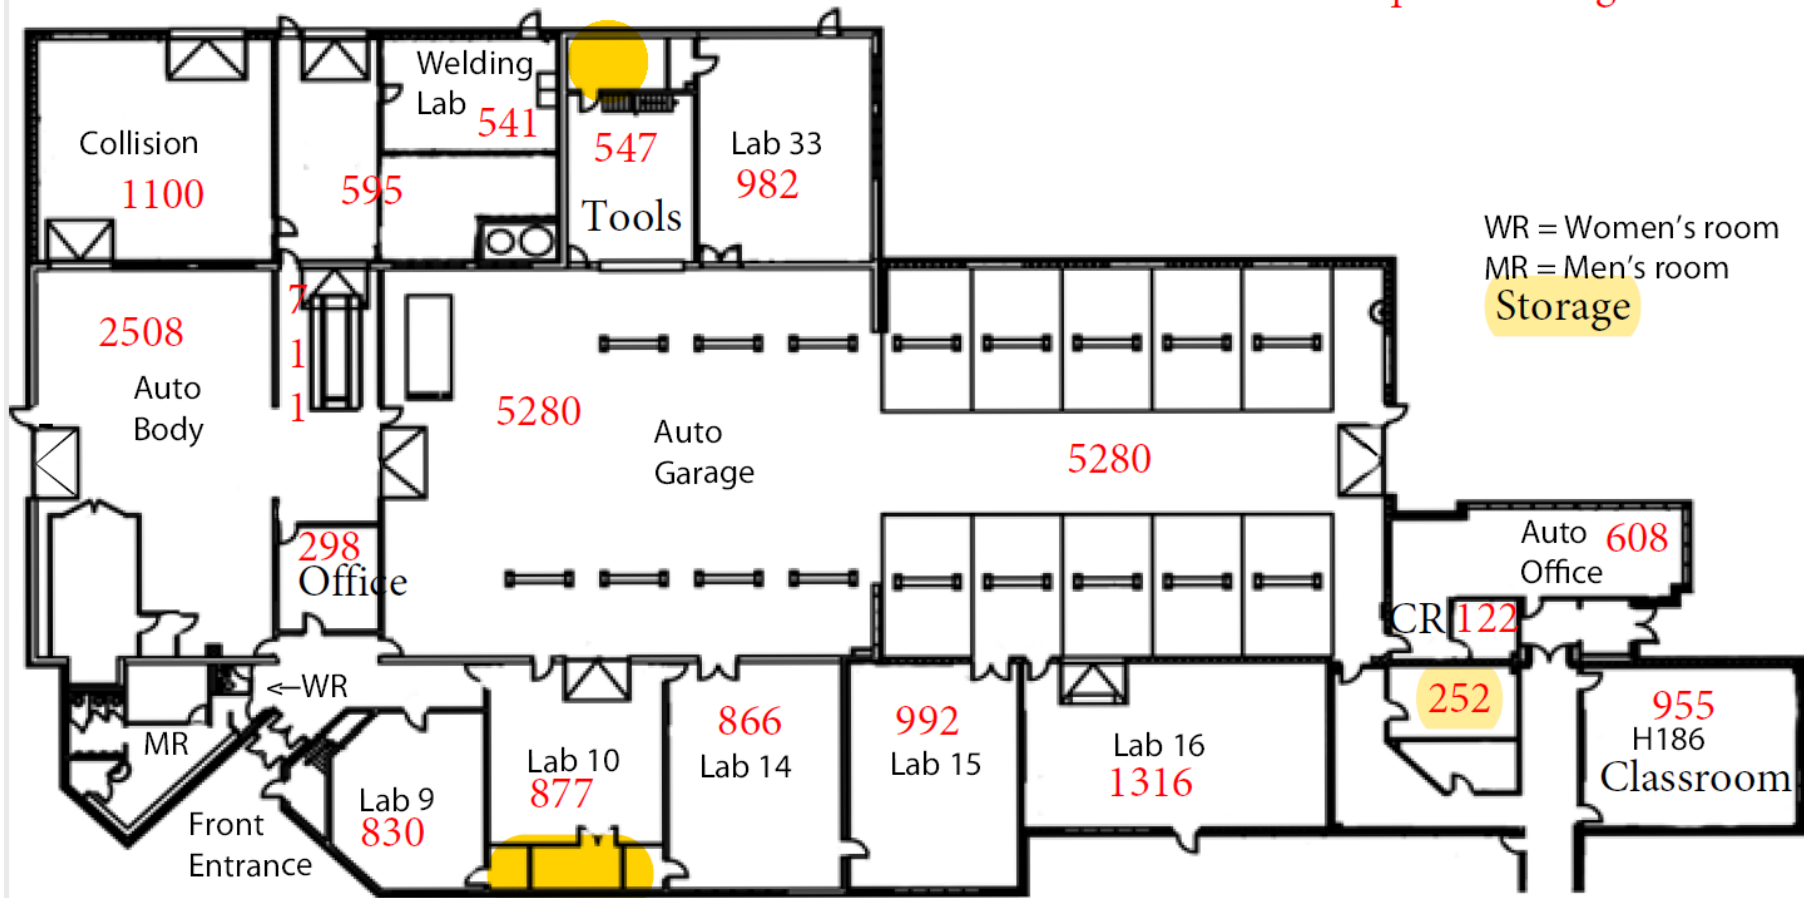 Welding
Lab
541
Collision
1100
595
547
Tools
Lab 33
982
WR = Women's room
MR = Men's room
Storage
2508
Auto
Body
7
1
1
5280
Auto
Garage
5280
298
Office
Auto
Office
608
CR
122
←WR
MR
Front
Entrance
Lab 9
830
Lab 10
877
866
Lab 14
992
Lab 15
Lab 16
1316
252
955
H186
Classroom